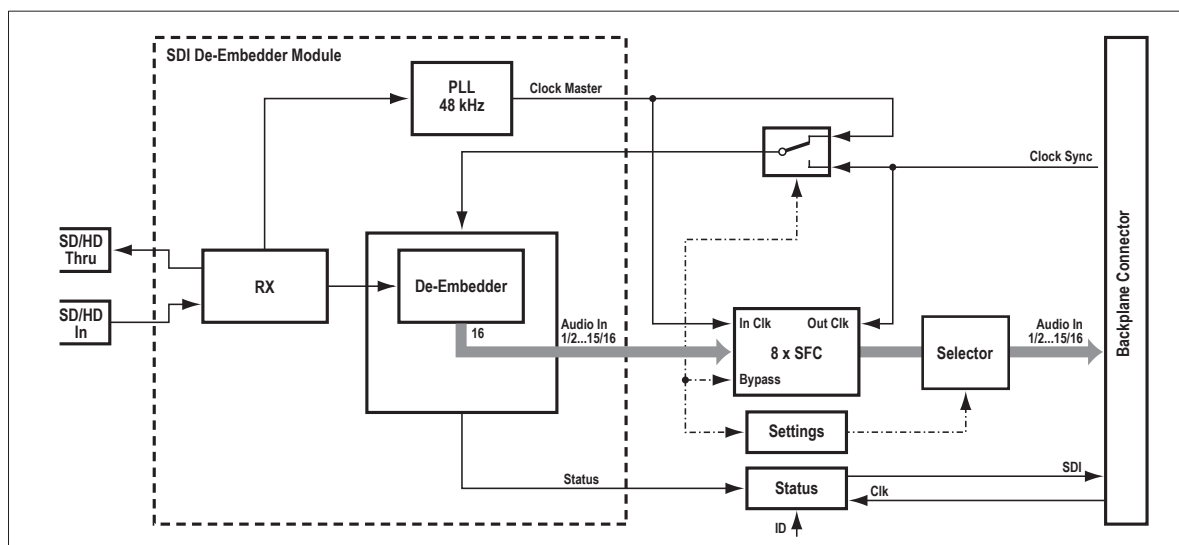 SDI De-Embedder Module
PLL
48 kHz
Clock Master
Clock Sync
SD/HD
Thru
SD/HD
In
RX
De-Embedder
16
Audio In
1/2...15/16
In Clk
Out Clk
8 x SFC
Bypass
Selector
Audio In
1/2...15/16
Backplane Connector
Settings
Status
Status
SDI
Clk
ID